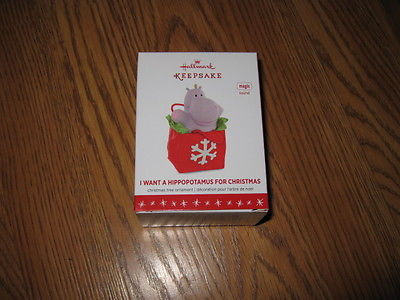 Hallmark
KEEPSAKE
magic
sound
I WANT A HIPPOPOTAMUS FOR CHRISTMAS
christmas tree ornament | décoration pour l'arbre de noël